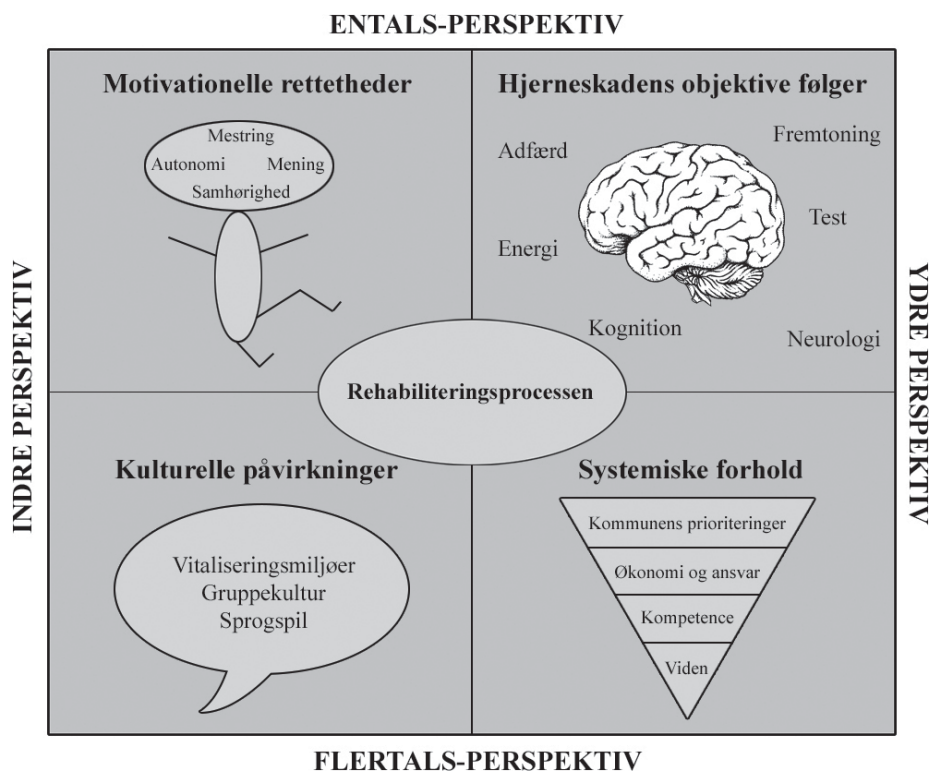 ENTALS-PERSPEKTIV
Motivationelle rettetheder
Mestring
Autonomi Mening
Samhørighed
Hjerneskadens objektive følger
Fremtoning
Adfærd
Test
Energi
Kognition
Neurologi
INDRE PERSPEKTIV
YDRE PERSPEKTIV
Rehabiliteringsprocessen
Kulturelle påvirkninger
Vitaliseringsmiljøer
Gruppekultur
Sprogspil
Systemiske forhold
Kommunens prioriteringer
Økonomi og ansvar
Kompetence
Viden
FLERTALS-PERSPEKTIV